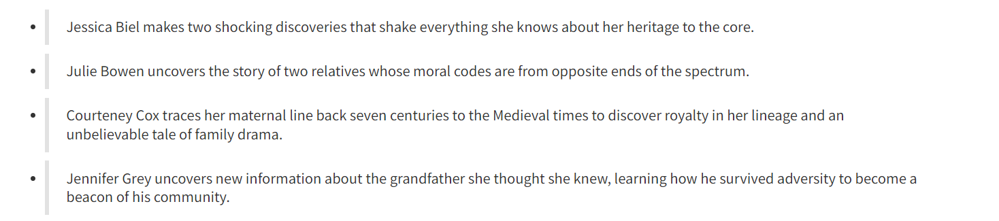 Jessica Biel makes two shocking discoveries that shake everything she knows about her heritage to the core.
Julie Bowen uncovers the story of two relatives whose moral codes are from opposite ends of the spectrum.
Courteney Cox traces her maternal line back seven centuries to the Medieval times to discover royalty in her lineage and an
unbelievable tale of family drama.
Jennifer Grey uncovers new information about the grandfather she thought she knew, learning how he survived adversity to become a
beacon of his community.